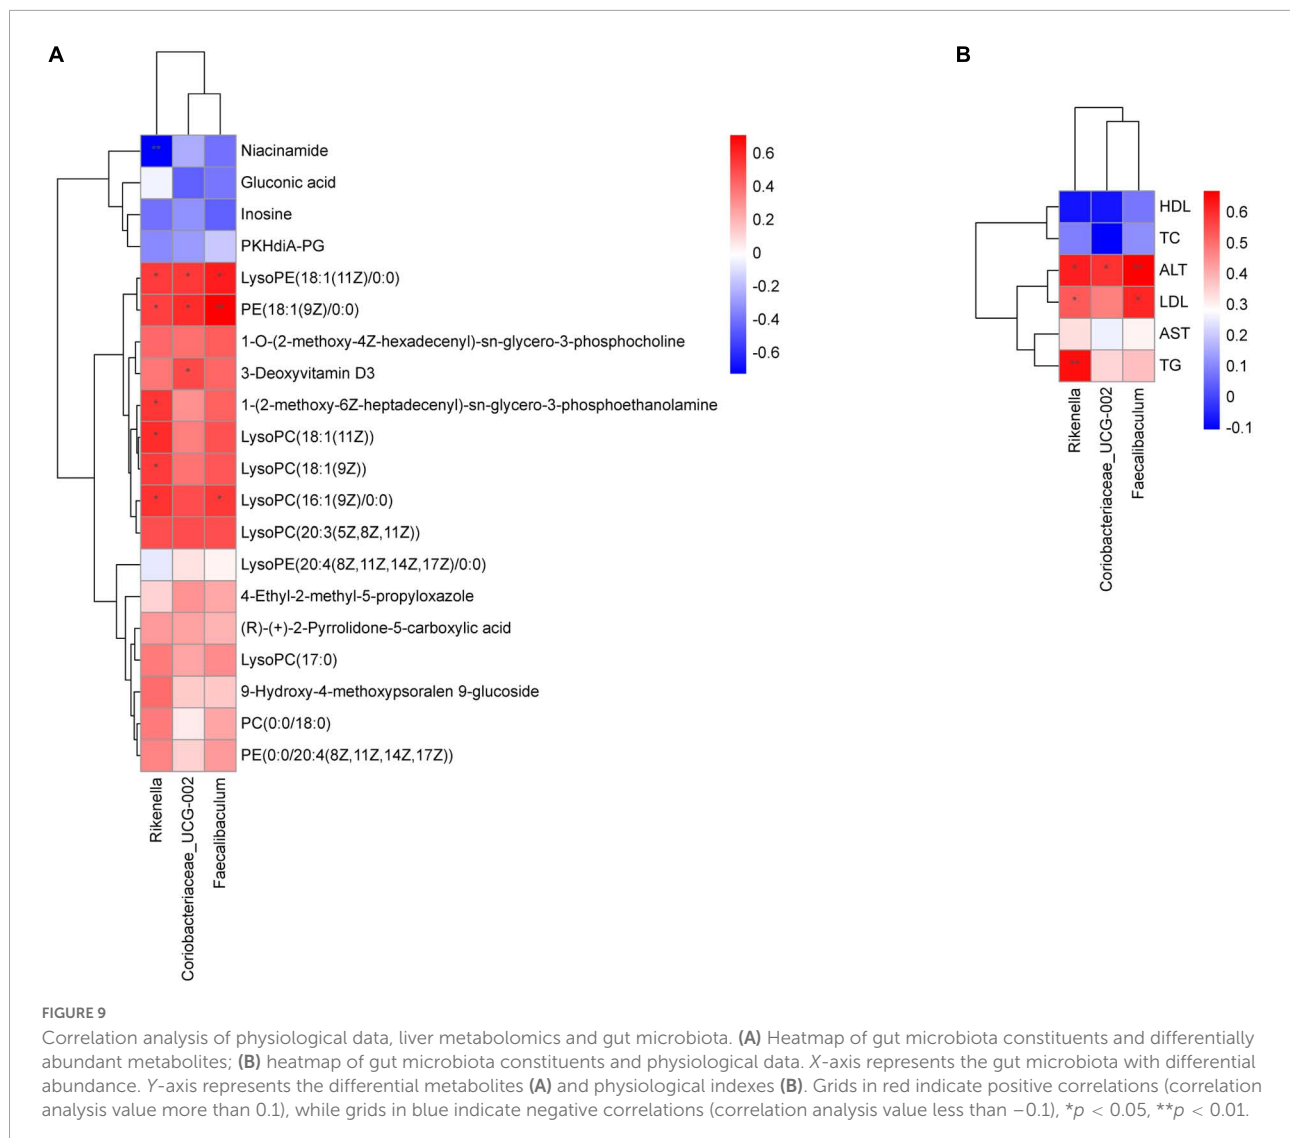 A
B
Niacinamide
Gluconic acid
Inosine
PKHdiA-PG
LysoPE(18:1(11Z)/0:0)
PE(18:1(9Z)/0:0)
1-O-(2-methoxy-4Z-hexadecenyl)-sn-glycero-3-phosphocholine
3-Deoxyvitamin D3
1-(2-methoxy-6Z-heptadecenyl)-sn-glycero-3-phosphoethanolamine
LysoPC(18:1(11Z))
LysoPC(18:1(9Z))
LysoPC(16:1(9Z)/0:0)
LysoPC(20:3(5Z,8Z,11Z))
LysoPE(20:4(8Z,11Z,14Z,17Z)/0:0)
4-Ethyl-2-methyl-5-propyloxazole
(R)-(+)-2-Pyrrolidone-5-carboxylic acid
LysoPC(17:0)
9-Hydroxy-4-methoxypsoralen 9-glucoside
PC(0:0/18:0)
PE(0:0/20:4(8Z,11Z,14Z,17Z))
Rikenella
Coriobacteriaceae_UCG-002
Faecalibaculum
0.6
0.4
0.2
0
-0.2
-0.4
-0.6
HDL
TC
ALT
LDL
AST
TG
Rikenella
Coriobacteriaceae_UCG-002
Faecalibaculum
0.6
0.5
0.4
0.3
0.2
0.1
0
-0.1
FIGURE 9
Correlation analysis of physiological data, liver metabolomics and gut microbiota. (A) Heatmap of gut microbiota constituents and differentially
abundant metabolites; (B) heatmap of gut microbiota constituents and physiological data. X-axis represents the gut microbiota with differential
abundance. Y-axis represents the differential metabolites (A) and physiological indexes (B). Grids in red indicate positive correlations (correlation
analysis value more than 0.1), while grids in blue indicate negative correlations (correlation analysis value less than −0.1), *p < 0.05, **p < 0.01.